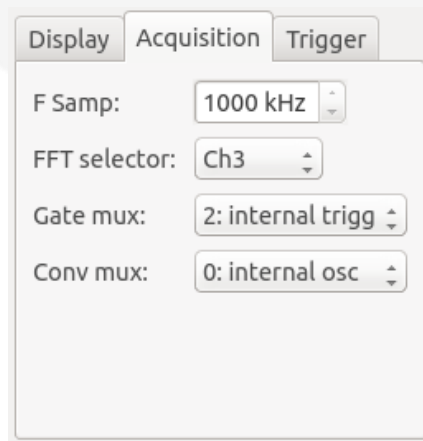 Display Acquisition Trigger
F Samp: 1000 kHz
FFT selector: Ch3
Gate mux: 2: internal trigg
Conv mux: 0: internal osc